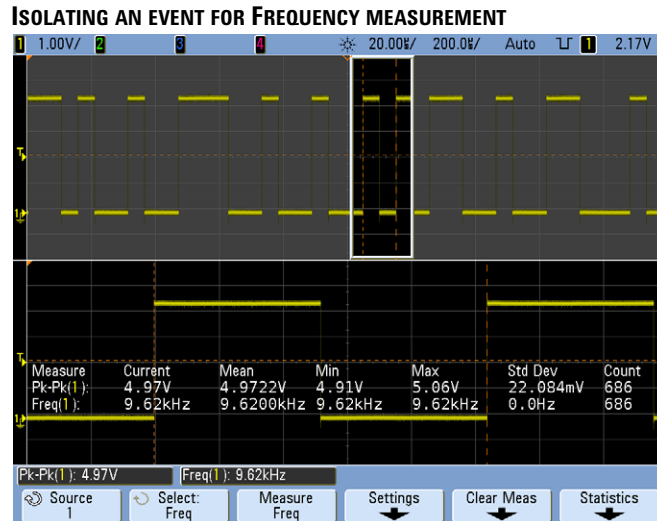 ISOLATING AN EVENT FOR FREQUENCY MEASUREMENT
1 1.00V/ 2 3 4 20.00㎲/ 200.0㎲/ Auto 1 2.17V
T
1
T
Measure Current Mean Min Max Std Dev Count
Pk-Pk(1): 4.97V 4.9722V 4.91V 5.06V 22.084mV 686
Freq(1): 9.62kHz 9.6200kHz 9.62kHz 9.62kHz 0.0Hz 686
1
Pk-Pk(1): 4.97V Freq(1): 9.62kHz
Source Select: Measure Settings Clear Meas Statistics
1 Freq Freq